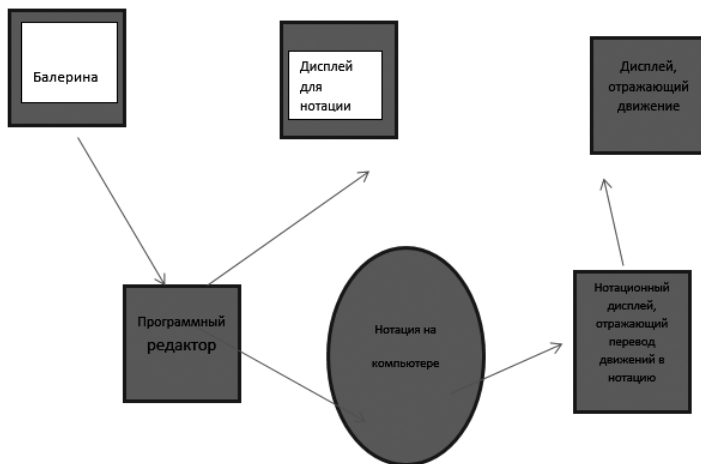 Балерина
Дисплей
для
нотации
Дисплей,
отражающий
движение
Программный
редактор
Нотация на
компьютере
Нотационный
дисплей,
отражающий
перевод
движений в
нотацию